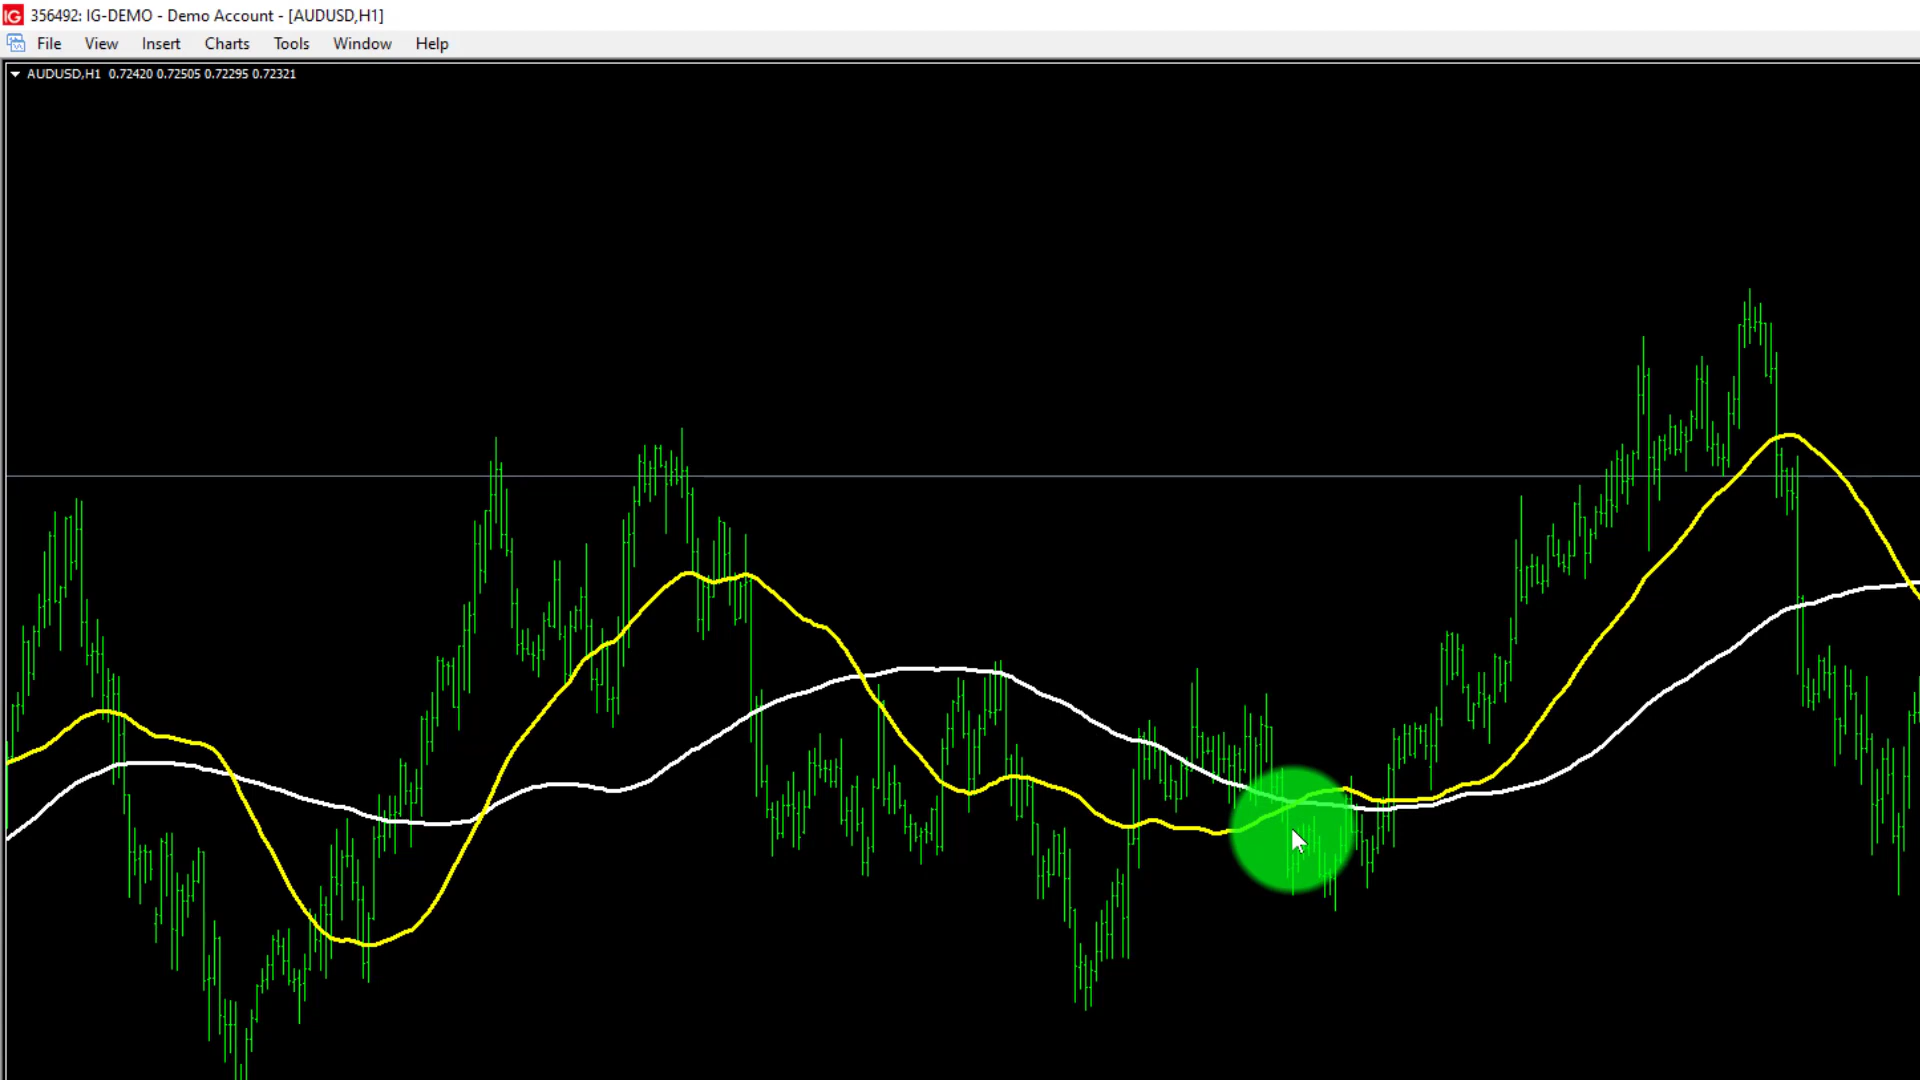 IG 356492: IG-DEMO - Demo Account - [AUDUSD,H1]
File View Insert Charts Tools Window Help
AUDUSD,H1 0.72420 0.72505 0.72295 0.72321